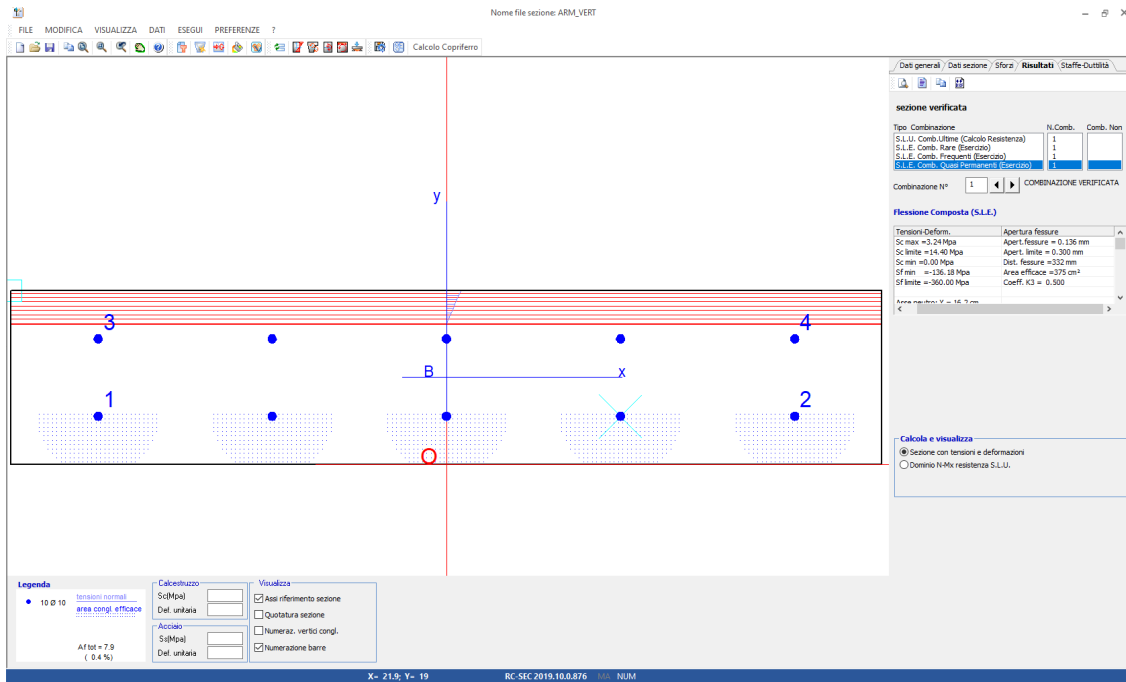 Nome file sezione: ARM_VERT
FILE MODIFICA VISUALIZZA DATI ESEGUI PREFERENZE ?
Calcolo Copriferro
Dati generali Dati sezione Sforzi Risultati Staffe-Duttilità
sezione verificata
Tipo Combinazione N.Comb. Comb. Non
S.L.U. Comb.Ultime (Calcolo Resistenza) 1
S.L.E. Comb. Rare (Esercizio) 1
S.L.E. Comb. Frequenti (Esercizio) 1
S.L.E. Comb. Quasi Permanenti (Esercizio) 1
Combinazione N° 1 COMBINAZIONE VERIFICATA
Flessione Composta (S.L.E.)
Tensioni-Deform. Apertura fessure
Sc max =3.24 Mpa Apert.fessure = 0.136 mm
Sc limite =14.40 Mpa Apert. limite = 0.300 mm
Sc min =0.00 Mpa Dist. fessure =332 mm
Sf min =-136.18 Mpa Area efficace =375 cm²
Sf limite =-360.00 Mpa Coeff. K3 = 0.500
Asse neutro: Y = 16.2 cm
y
3 4
B x
1 2
O
Calcola e visualizza
Sezione con tensioni e deformazioni
Dominio N-Mx resistenza S.L.U.
Legenda
10 Ø 10
tensioni normali
area congl. efficace
Af tot = 7.9
( 0.4 %)
Calcestruzzo
Sc(Mpa)
Def. unitaria
Acciaio
Ss(Mpa)
Def. unitaria
Visualizza
Assi riferimento sezione
Quotatura sezione
Numeraz. vertici congl.
Numerazione barre
X= 21.9; Y= 19 RC-SEC 2019.10.0.876 MA NUM